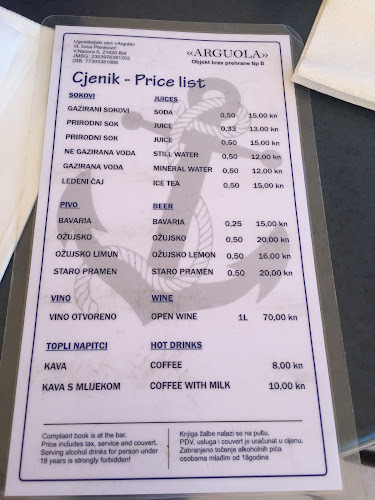 Ugostiteljski obrt «Arguola»
Vl. Ivica Plenković
V.Nazora 6, 21420 Bol
«ARGUOLA»
Objekt brze prehrane tip B
Cjenik - Price list
SOKOVI JUICES
GAZIRANI SOKOVI SODA 0,50 15,00 kn
PRIRODNI SOK JUICE 0,33 13,00 kn
PRIRODNI SOK JUICE 0,50 15,00 kn
NE GAZIRANA VODA STILL WATER 0,50 12,00 kn
GAZIRANA VODA MINERAL WATER 0,50 12,00 kn
LEDENI ČAJ ICE TEA 0,50 15,00 kn
PIVO BEER
BAVARIA BAVARIA 0,25 15,00 kn
OŽUJSKO OŽUJSKO 0,50 20,00 kn
OŽUJSKO LIMUN OŽUJSKO LEMON 0,50 16,00 kn
STARO PRAMEN STARO PRAMEN 0,50 20,00 kn
VINO WINE
VINO OTVORENO OPEN WINE 1L 70,00 kn
TOPLI NAPITCI HOT DRINKS
KAVA COFFEE 8,00 kn
KAVA S MLIJEKOM COFFEE WITH MILK 10,00 kn
Complaint book is at the bar.
Price includes tax, service and couvert.
Serving alcohol drinks for person under
18 years is strongly forbidden!
Knjiga žalbe nalazi se na pultu.
PDV, usluga i couvert je uračunat u cijenu.
Zabranjeno točenje alkoholnih pića
osobama mlađim od 18godina